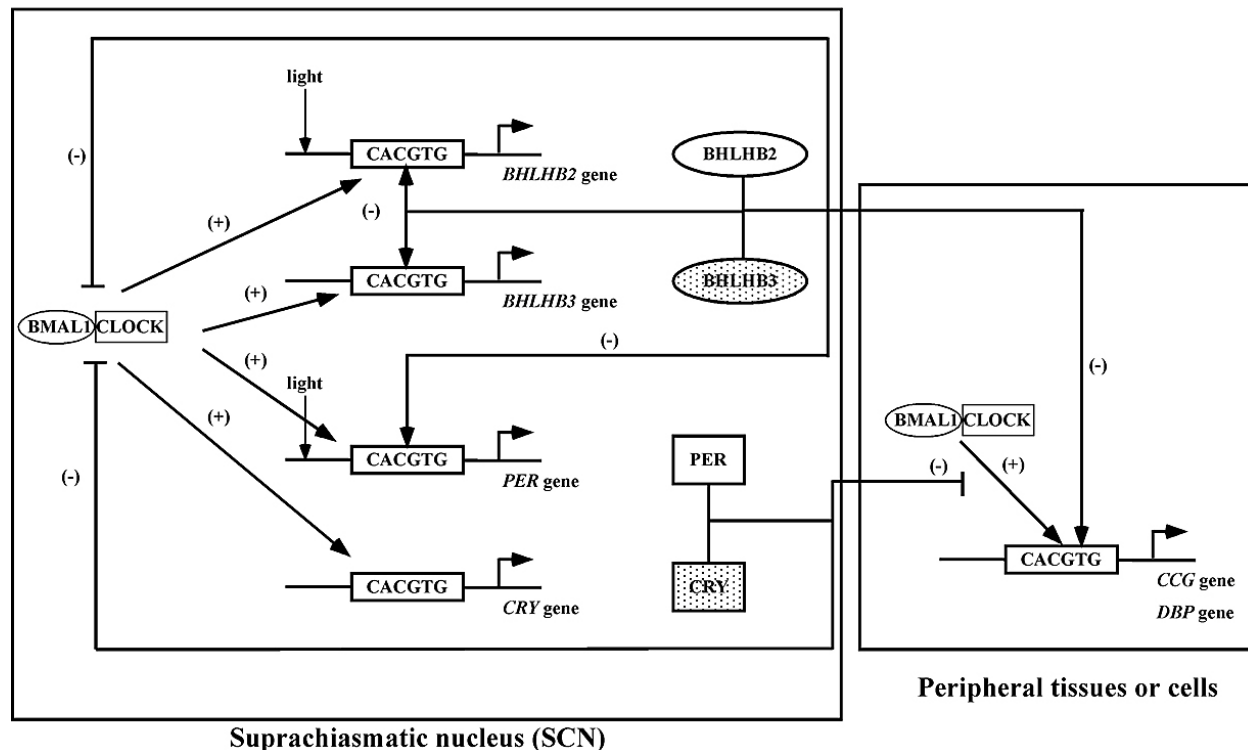 light
CACGTG
BHLHB2 gene
BHLHB2
(-)
(+)
(-)
CACGTG
BHLHB3 gene
BHLHB3
(+)
BMAL1 CLOCK
(-)
(+)
light
(+)
CACGTG
PER gene
PER
(-)
CACGTG
CRY gene
CRY
(-)
BMAL1 CLOCK
(-)
(+)
CACGTG
CCG gene
DBP gene
Peripheral tissues or cells
Suprachiasmatic nucleus (SCN)